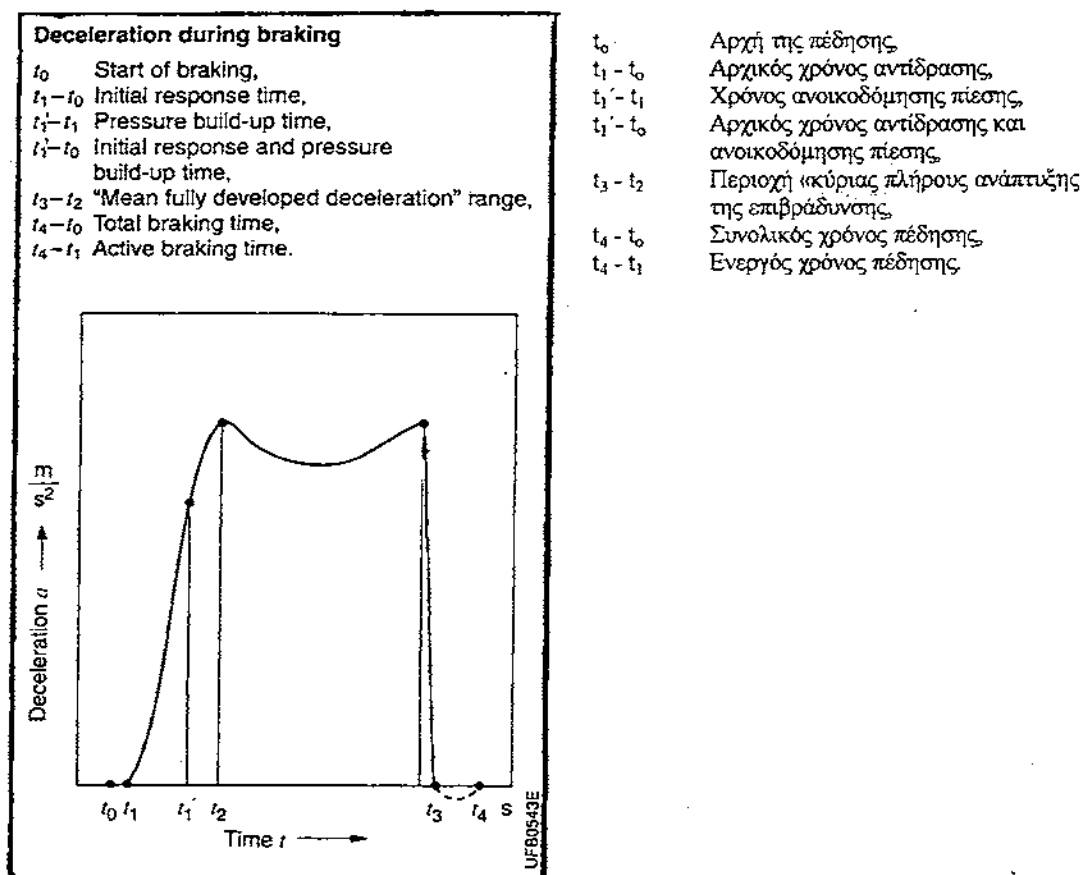 Deceleration during braking
t₀ Start of braking,
t₁–t₀ Initial response time,
t₁'–t₁ Pressure build-up time,
t₁'–t₀ Initial response and pressure
build-up time,
t₃–t₂ “Mean fully developed deceleration” range,
t₄–t₀ Total braking time,
t₄–t₁ Active braking time.
Deceleration a → m/s²
t₀ t₁ t₁' t₂ t₃ t₄ s
Time t →
UFB0543E
t₀ Αρχή της πέδησης,
t₁ - t₀ Αρχικός χρόνος αντίδρασης,
t₁΄- t₁ Χρόνος ανοικοδόμησης πίεσης,
t₁΄- t₀ Αρχικός χρόνος αντίδρασης και
ανοικοδόμησης πίεσης,
t₃ - t₂ Περιοχή «κύριας πλήρους ανάπτυξης
της επιβράδυνσης,
t₄ - t₀ Συνολικός χρόνος πέδησης,
t₄ - t₁ Ενεργός χρόνος πέδησης.